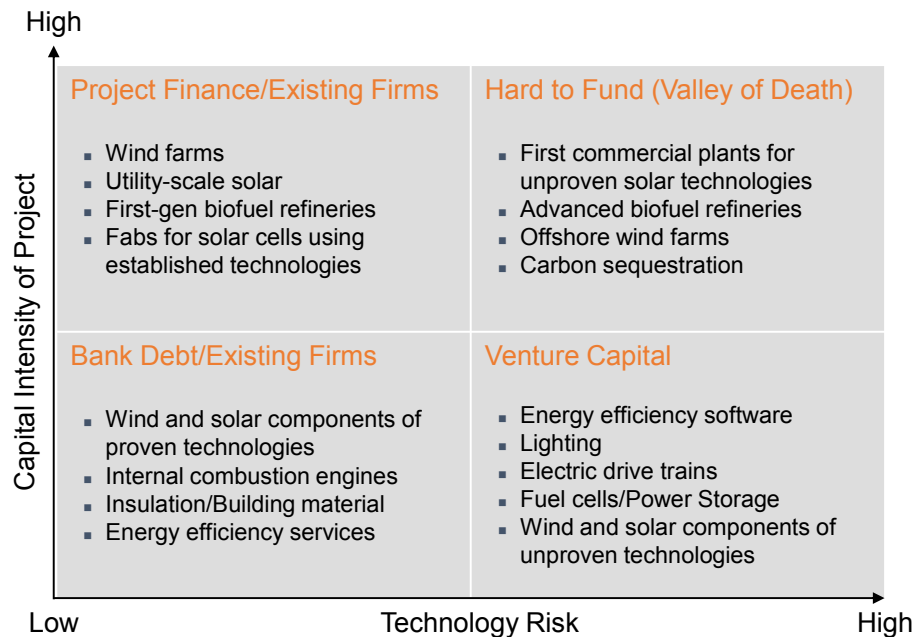 High
Capital Intensity of Project
Project Finance/Existing Firms
▪ Wind farms
▪ Utility-scale solar
▪ First-gen biofuel refineries
▪ Fabs for solar cells using
established technologies
Hard to Fund (Valley of Death)
▪ First commercial plants for
unproven solar technologies
▪ Advanced biofuel refineries
▪ Offshore wind farms
▪ Carbon sequestration
Bank Debt/Existing Firms
▪ Wind and solar components of
proven technologies
▪ Internal combustion engines
▪ Insulation/Building material
▪ Energy efficiency services
Venture Capital
▪ Energy efficiency software
▪ Lighting
▪ Electric drive trains
▪ Fuel cells/Power Storage
▪ Wind and solar components of
unproven technologies
Low
Technology Risk
High